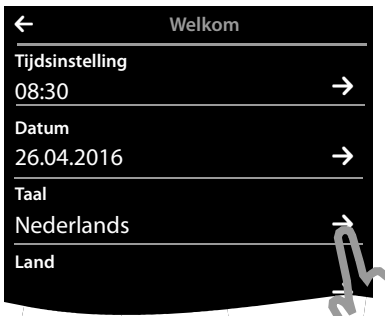 Welkom
Tijdsinstelling
08:30
Datum
26.04.2016
Taal
Nederlands
Land